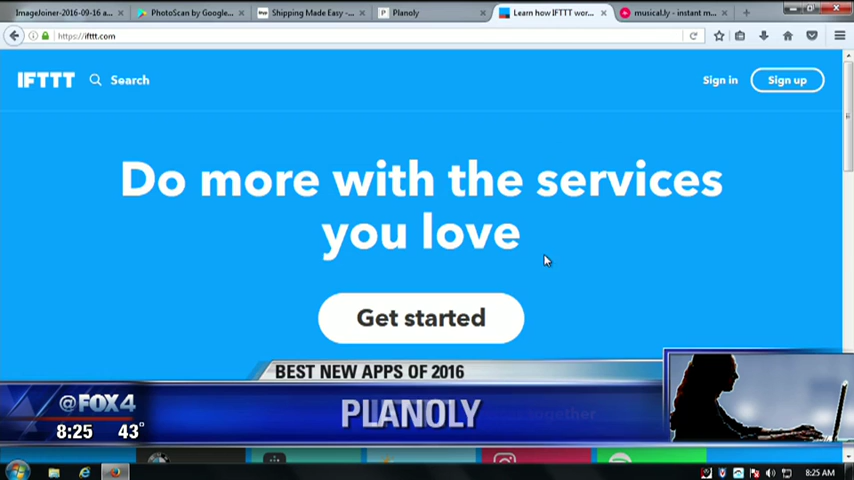 ImageJoiner-2016-09-16 a...
PhotoScan by Google...
Shipping Made Easy -...
Planoly
Learn how IFTTT wor...
musical.ly - instant m...
https://ifttt.com
IFTTT
Search
Sign in
Sign up
Do more with the services
you love
Get started
BEST NEW APPS OF 2016
PLANOLY
together
@FOX4
8:25 43°
8:25 AM